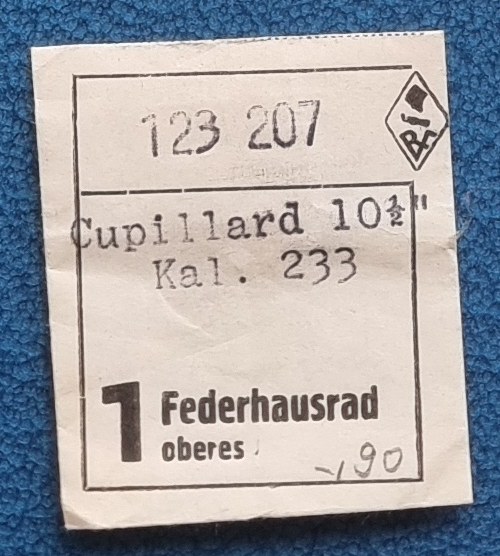 123 207
Cupillard 10½"
Kal. 233
1 Federhausrad
oberes
-,90